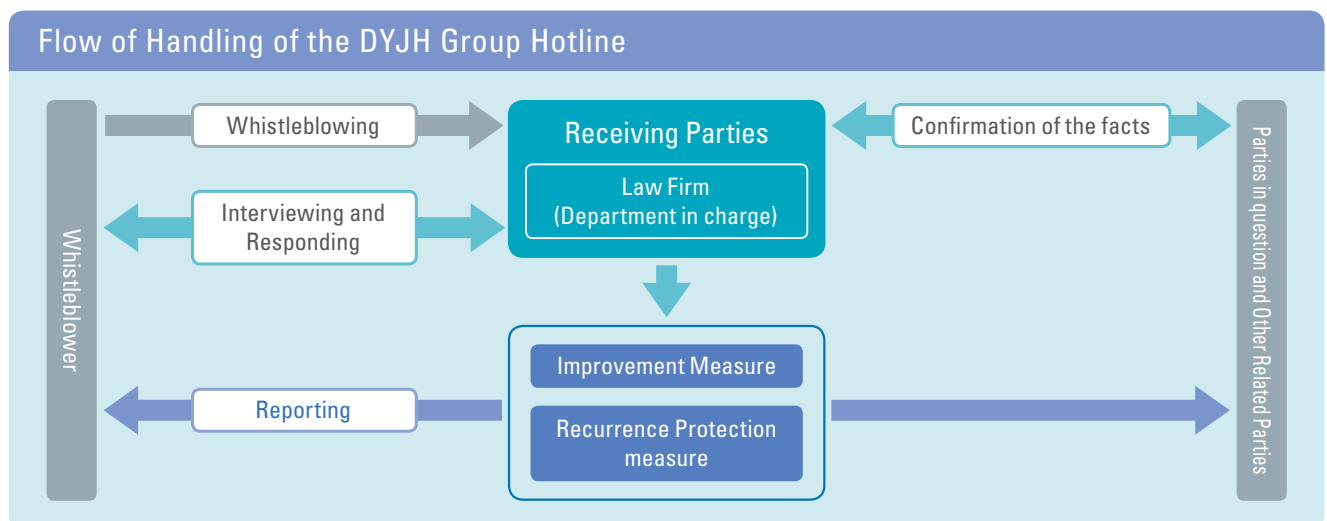 Flow of Handling of the DYJH Group Hotline
Whistleblower
Whistleblowing
Receiving Parties
Law Firm
(Department in charge)
Confirmation of the facts
Parties in question and Other Related Parties
Interviewing and
Responding
Improvement Measure
Recurrence Protection
measure
Reporting